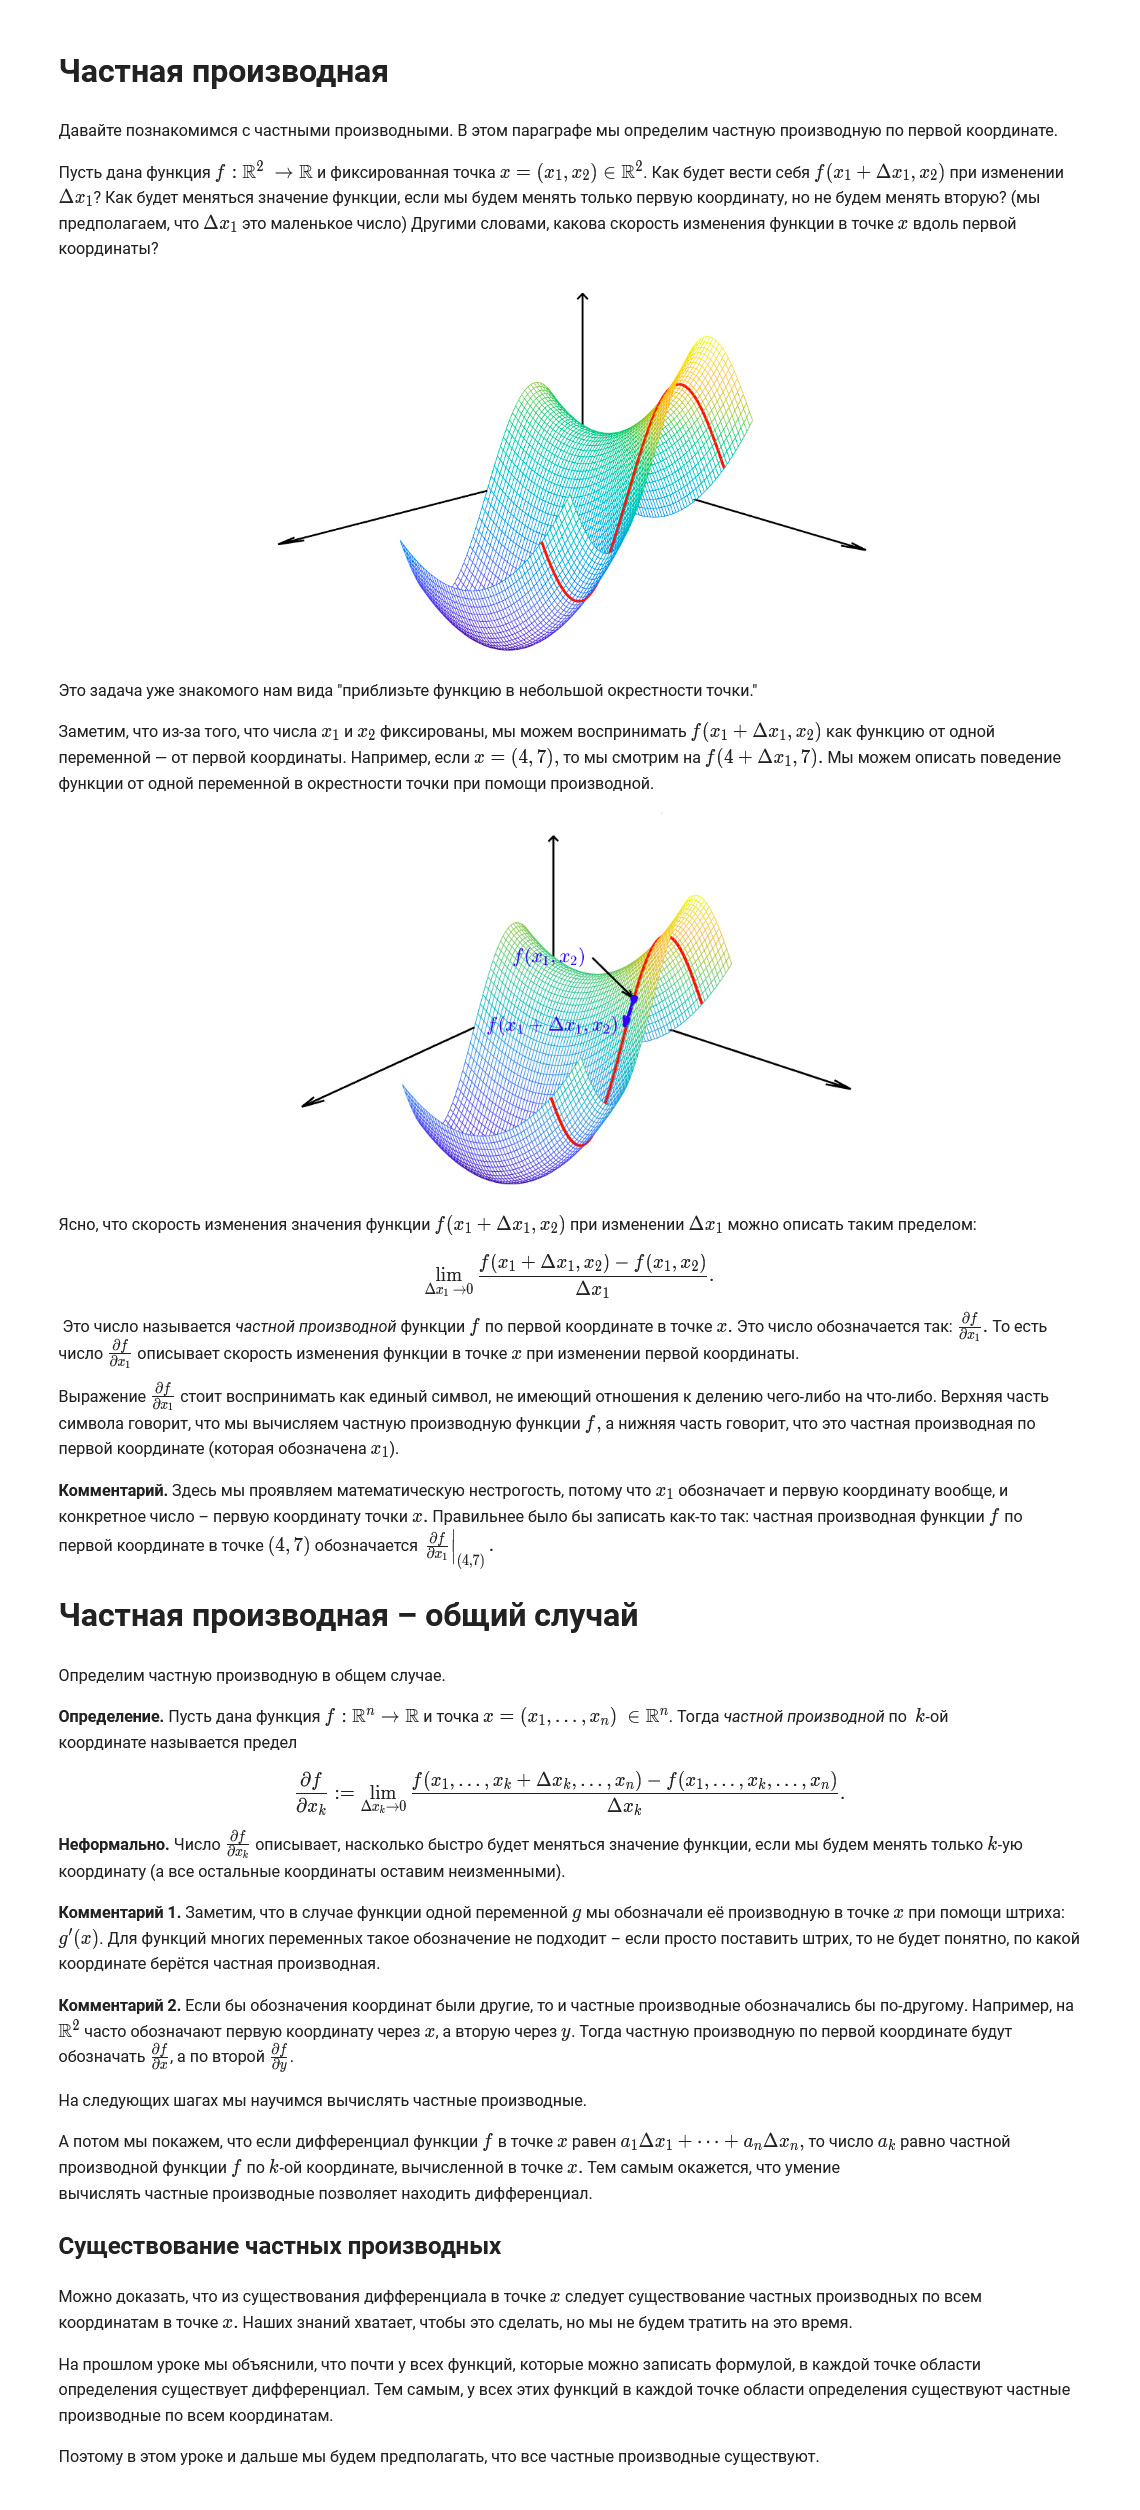 Частная производная
Давайте познакомимся с частными производными. В этом параграфе мы определим частную производную по первой координате.
Пусть дана функция $f : \mathbb{R}^2 \to \mathbb{R}$ и фиксированная точка $x = (x_1, x_2) \in \mathbb{R}^2$. Как будет вести себя $f(x_1 + \Delta x_1, x_2)$ при изменении
$\Delta x_1$? Как будет меняться значение функции, если мы будем менять только первую координату, но не будем менять вторую? (мы
предполагаем, что $\Delta x_1$ это маленькое число) Другими словами, какова скорость изменения функции в точке $x$ вдоль первой
координаты?
Это задача уже знакомого нам вида "приблизьте функцию в небольшой окрестности точки."
Заметим, что из-за того, что числа $x_1$ и $x_2$ фиксированы, мы можем воспринимать $f(x_1 + \Delta x_1, x_2)$ как функцию от одной
переменной — от первой координаты. Например, если $x = (4, 7),$ то мы смотрим на $f(4 + \Delta x_1, 7).$ Мы можем описать поведение
функции от одной переменной в окрестности точки при помощи производной.
$f(x_1, x_2)$
$f(x_1 + \Delta x_1, x_2)$
Ясно, что скорость изменения значения функции $f(x_1 + \Delta x_1, x_2)$ при изменении $\Delta x_1$ можно описать таким пределом:
$\lim_{\Delta x_1 \to 0} \frac{f(x_1 + \Delta x_1, x_2) - f(x_1, x_2)}{\Delta x_1}.$
Это число называется частной производной функции $f$ по первой координате в точке $x.$ Это число обозначается так: $\frac{\partial f}{\partial x_1}.$ То есть
число $\frac{\partial f}{\partial x_1}$ описывает скорость изменения функции в точке $x$ при изменении первой координаты.
Выражение $\frac{\partial f}{\partial x_1}$ стоит воспринимать как единый символ, не имеющий отношения к делению чего-либо на что-либо. Верхняя часть
символа говорит, что мы вычисляем частную производную функции $f,$ а нижняя часть говорит, что это частная производная по
первой координате (которая обозначена $x_1$).
Комментарий. Здесь мы проявляем математическую нестрогость, потому что $x_1$ обозначает и первую координату вообще, и
конкретное число – первую координату точки $x.$ Правильнее было бы записать как-то так: частная производная функции $f$ по
первой координате в точке $(4, 7)$ обозначается $\frac{\partial f}{\partial x_1}\Big|_{(4,7)}.$
Частная производная – общий случай
Определим частную производную в общем случае.
Определение. Пусть дана функция $f : \mathbb{R}^n \to \mathbb{R}$ и точка $x = (x_1, \ldots, x_n) \in \mathbb{R}^n$. Тогда частной производной по $k$-ой
координате называется предел
$\frac{\partial f}{\partial x_k} := \lim_{\Delta x_k \to 0} \frac{f(x_1, \ldots, x_k + \Delta x_k, \ldots, x_n) - f(x_1, \ldots, x_k, \ldots, x_n)}{\Delta x_k}.$
Неформально. Число $\frac{\partial f}{\partial x_k}$ описывает, насколько быстро будет меняться значение функции, если мы будем менять только $k$-ую
координату (а все остальные координаты оставим неизменными).
Комментарий 1. Заметим, что в случае функции одной переменной $g$ мы обозначали её производную в точке $x$ при помощи штриха:
$g'(x)$. Для функций многих переменных такое обозначение не подходит – если просто поставить штрих, то не будет понятно, по какой
координате берётся частная производная.
Комментарий 2. Если бы обозначения координат были другие, то и частные производные обозначались бы по-другому. Например, на
$\mathbb{R}^2$ часто обозначают первую координату через $x$, а вторую через $y$. Тогда частную производную по первой координате будут
обозначать $\frac{\partial f}{\partial x}$, а по второй $\frac{\partial f}{\partial y}$.
На следующих шагах мы научимся вычислять частные производные.
А потом мы покажем, что если дифференциал функции $f$ в точке $x$ равен $a_1 \Delta x_1 + \cdots + a_n \Delta x_n,$ то число $a_k$ равно частной
производной функции $f$ по $k$-ой координате, вычисленной в точке $x.$ Тем самым окажется, что умение
вычислять частные производные позволяет находить дифференциал.
Существование частных производных
Можно доказать, что из существования дифференциала в точке $x$ следует существование частных производных по всем
координатам в точке $x.$ Наших знаний хватает, чтобы это сделать, но мы не будем тратить на это время.
На прошлом уроке мы объяснили, что почти у всех функций, которые можно записать формулой, в каждой точке области
определения существует дифференциал. Тем самым, у всех этих функций в каждой точке области определения существуют частные
производные по всем координатам.
Поэтому в этом уроке и дальше мы будем предполагать, что все частные производные существуют.